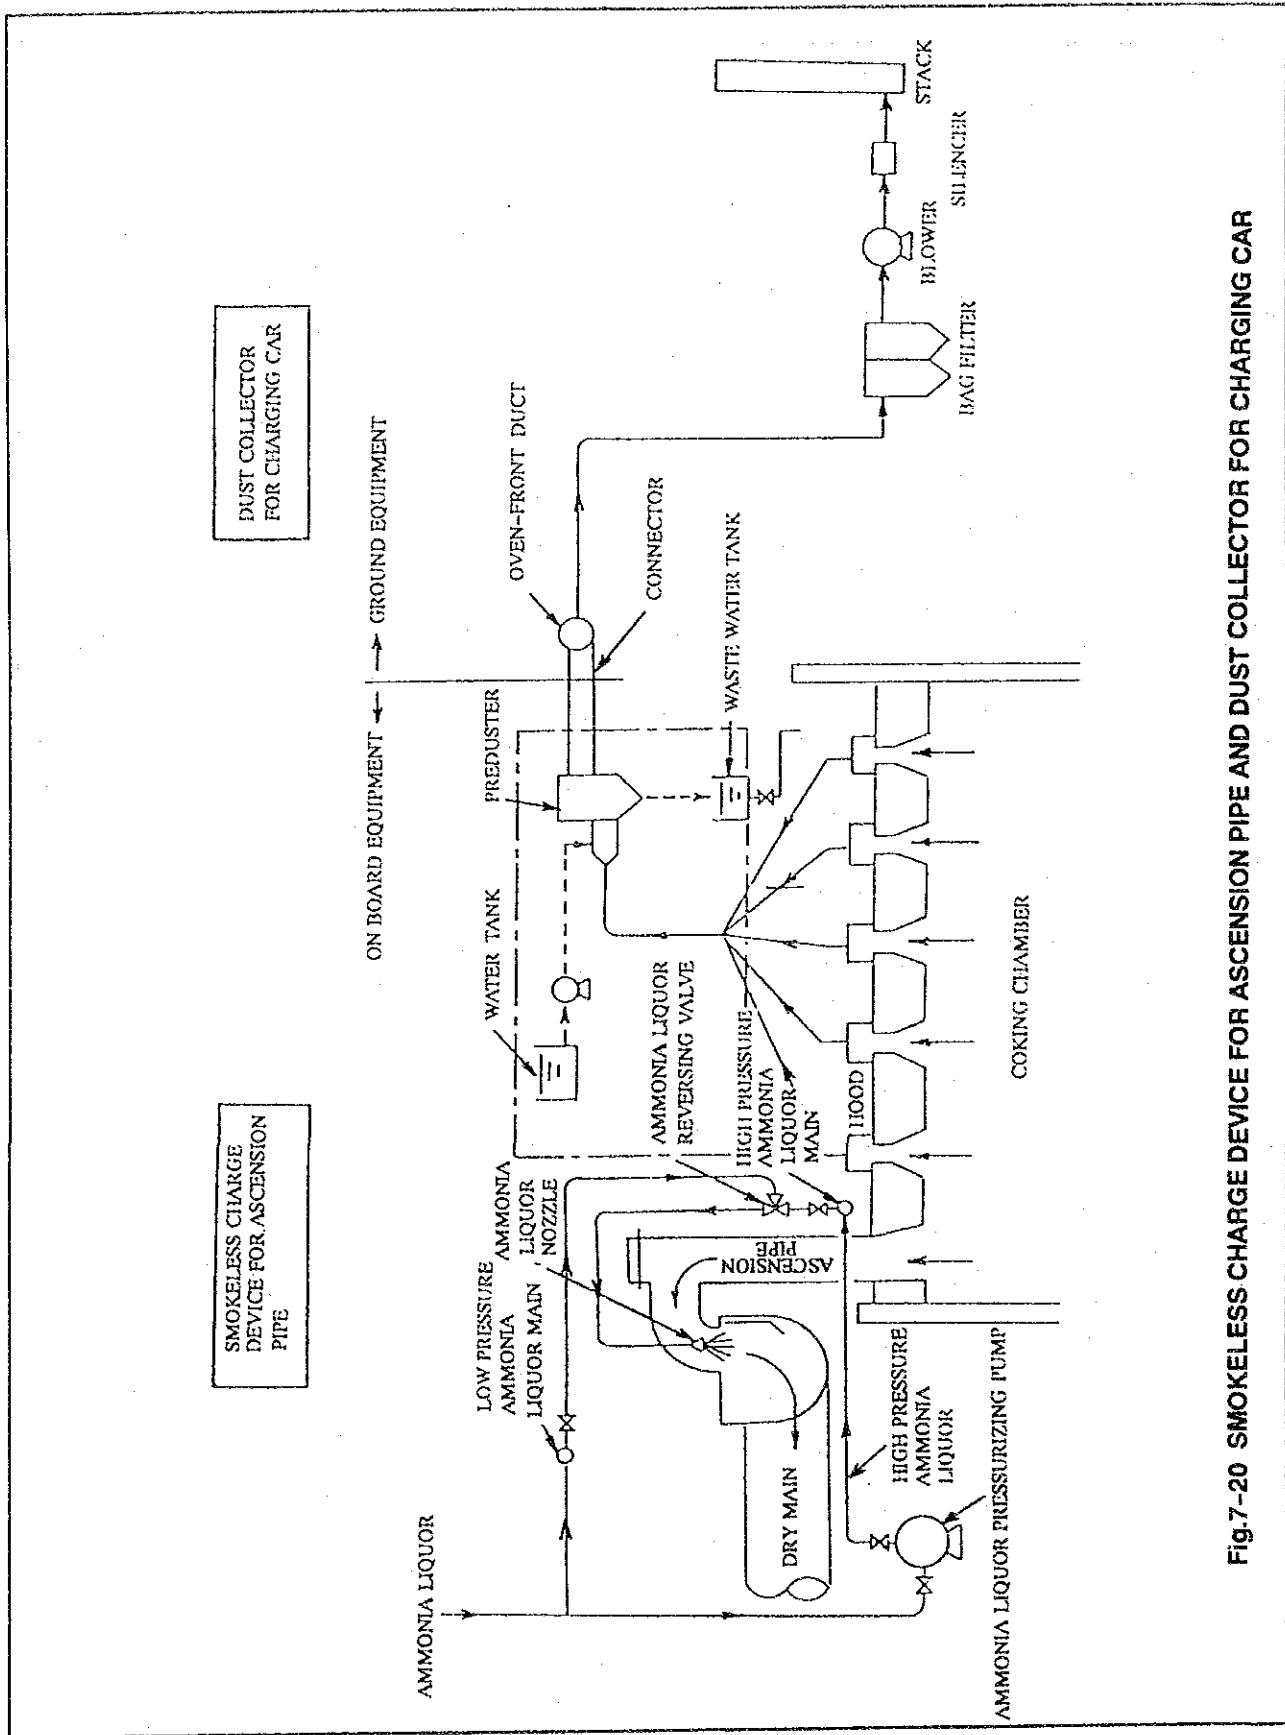 SMOKELESS CHARGE
DEVICE FOR ASCENSION
PIPE
DUST COLLECTOR
FOR CHARGING CAR
ON BOARD EQUIPMENT
GROUND EQUIPMENT
AMMONIA LIQUOR
LOW PRESSURE
AMMONIA
LIQUOR MAIN
AMMONIA
LIQUOR
NOZZLE
WATER TANK
PREDUSTER
OVEN-FRONT DUCT
CONNECTOR
AMMONIA LIQUOR
REVERSING VALVE
HIGH PRESSURE
AMMONIA
LIQUOR
MAIN
WASTE WATER TANK
ASCENSION
PIPE
DRY MAIN
HOOD
HIGH PRESSURE
AMMONIA
LIQUOR
AMMONIA LIQUOR PRESSURIZING PUMP
COKING CHAMBER
BAG FILTER
BLOWER
SILENCER
STACK
Fig.7-20 SMOKELESS CHARGE DEVICE FOR ASCENSION PIPE AND DUST COLLECTOR FOR CHARGING CAR